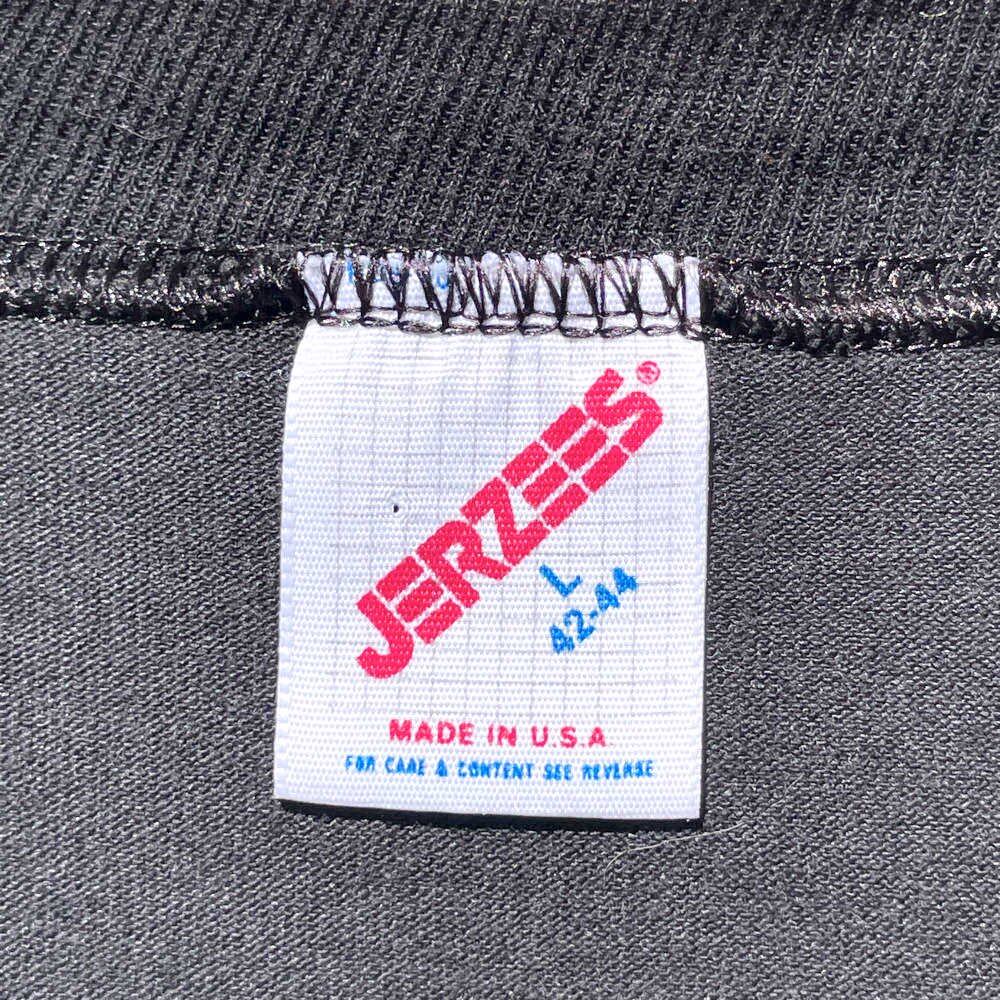 JERZEES®
L
42-44
MADE IN U.S.A.
FOR CARE & CONTENT SEE REVERSE